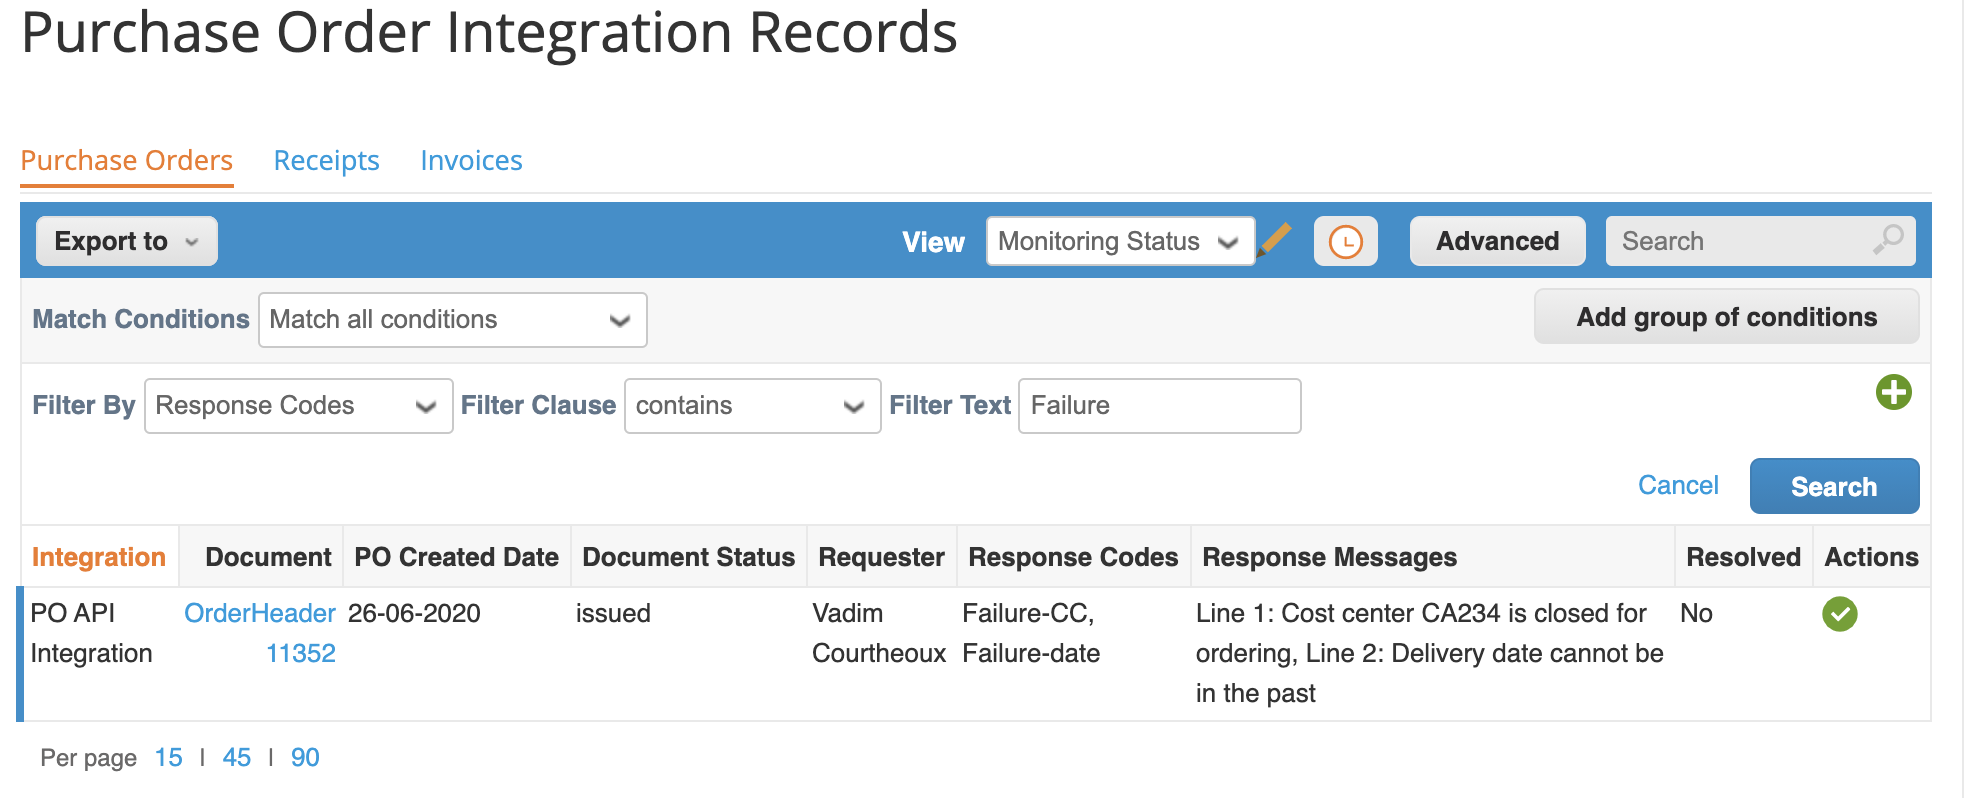 Purchase Order Integration Records
Purchase Orders Receipts Invoices
Export to View Monitoring Status Advanced Search
Match Conditions Match all conditions Add group of conditions
Filter By Response Codes Filter Clause contains Filter Text Failure
Cancel Search
Integration Document PO Created Date Document Status Requester Response Codes Response Messages Resolved Actions
PO API OrderHeader 26-06-2020 issued Vadim Failure-CC, Line 1: Cost center CA234 is closed for No
Integration 11352 Courtheoux Failure-date ordering, Line 2: Delivery date cannot be
in the past
Per page 15 | 45 | 90